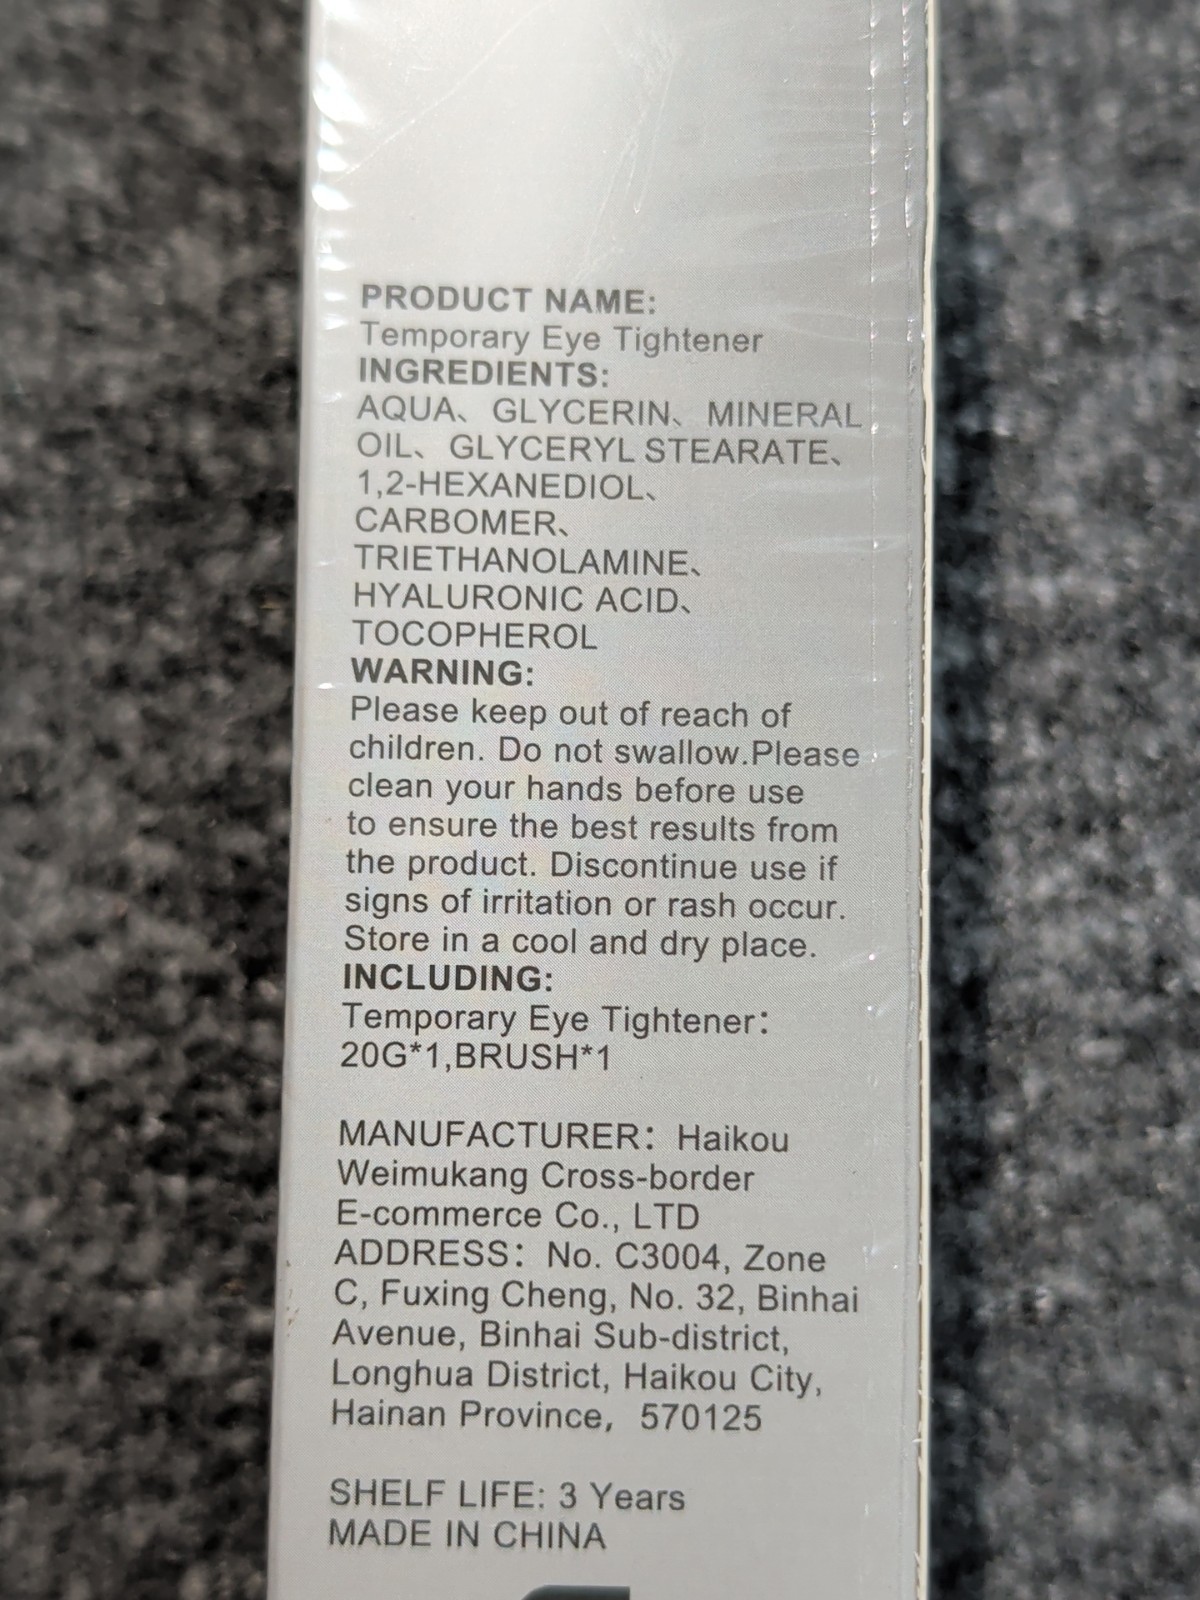 PRODUCT NAME:
Temporary Eye Tightener
INGREDIENTS:
AQUA、GLYCERIN、MINERAL
OIL、GLYCERYL STEARATE、
1,2-HEXANEDIOL、
CARBOMER、
TRIETHANOLAMINE、
HYALURONIC ACID、
TOCOPHEROL
WARNING:
Please keep out of reach of
children. Do not swallow.Please
clean your hands before use
to ensure the best results from
the product. Discontinue use if
signs of irritation or rash occur.
Store in a cool and dry place.
INCLUDING:
Temporary Eye Tightener：
20G*1,BRUSH*1
MANUFACTURER：Haikou
Weimukang Cross-border
E-commerce Co., LTD
ADDRESS：No. C3004, Zone
C, Fuxing Cheng, No. 32, Binhai
Avenue, Binhai Sub-district,
Longhua District, Haikou City,
Hainan Province，570125
SHELF LIFE: 3 Years
MADE IN CHINA